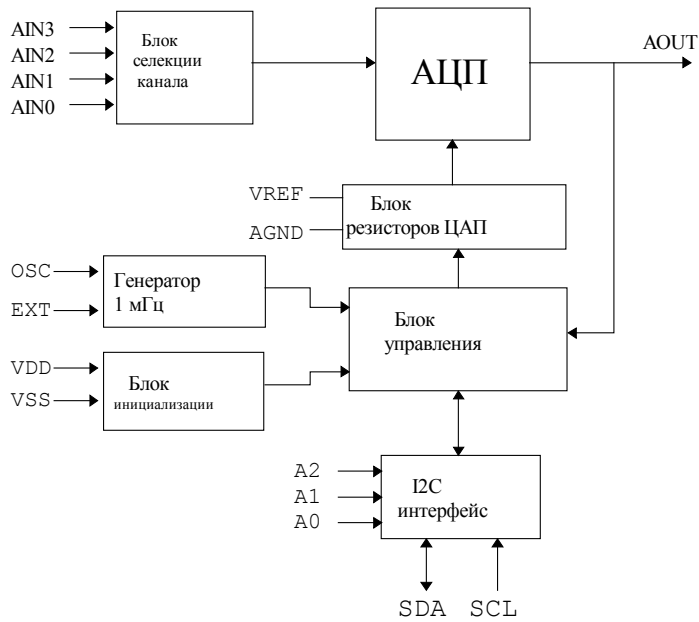 AIN3
AIN2
AIN1
AIN0
Блок
селекции
канала
АЦП
AOUT
VREF
AGND
Блок
резисторов ЦАП
OSC
EXT
Генератор
1 мГц
Блок
управления
VDD
VSS
Блок
инициализации
A2
A1
A0
I2C
интерфейс
SDA
SCL